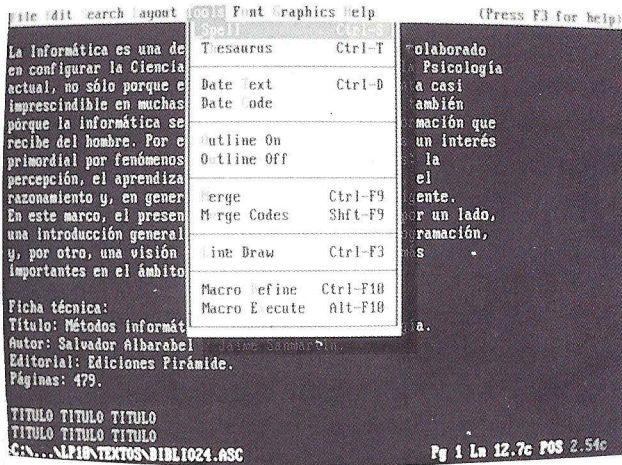 File Edit Search Layout Tools Font Graphics Help (Press F3 for help)
Spell Ctrl-S
La Informática es una de Thesaurus Ctrl-T olaborado
en configurar la Ciencia Psicología
actual, no sólo porque e Date Text Ctrl-D a casi
imprescindible en muchas Date Code ambién
pórque la informática se mación que
recibe del hombre. Por e Outline On un interés
primordial por fenómenos Outline Off la
percepción, el aprendiza el
razonamiento y, en gener Merge Ctrl-F9 gente.
En este marco, el presen Merge Codes Shft-F9 or un lado,
una introducción general ramación,
y, por otro, una visión Line Draw Ctrl-F3 s
importantes en el ámbito
Macro Define Ctrl-F10
Ficha técnica: Macro Execute Alt-F10
Título: Métodos informát a.
Autor: Salvador Albarabel Jaime Sanmartín.
Editorial: Ediciones Pirámide.
Páginas: 479.
TITULO TITULO TITULO
TITULO TITULO TITULO
C:\...\LP10\TEXTOS\BIBLIO24.ASC Pg 1 Ln 12.7c POS 2.54c